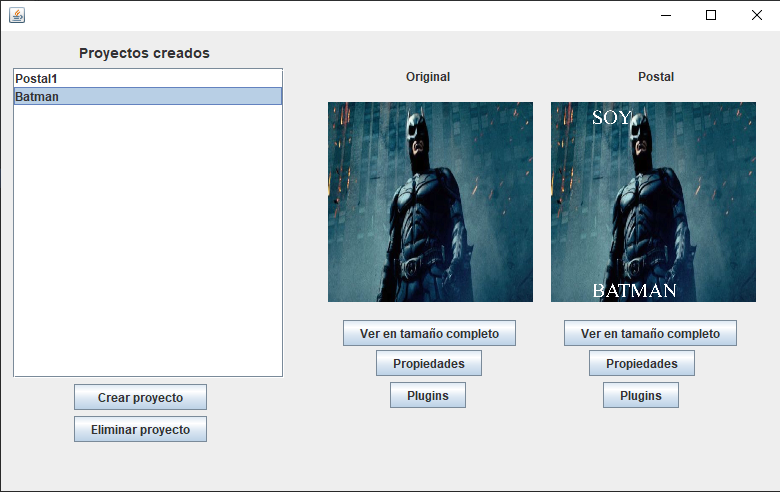 Proyectos creados
Postal1
Batman
Crear proyecto
Eliminar proyecto
Original
Ver en tamaño completo
Propiedades
Plugins
Postal
SOY
BATMAN
Ver en tamaño completo
Propiedades
Plugins